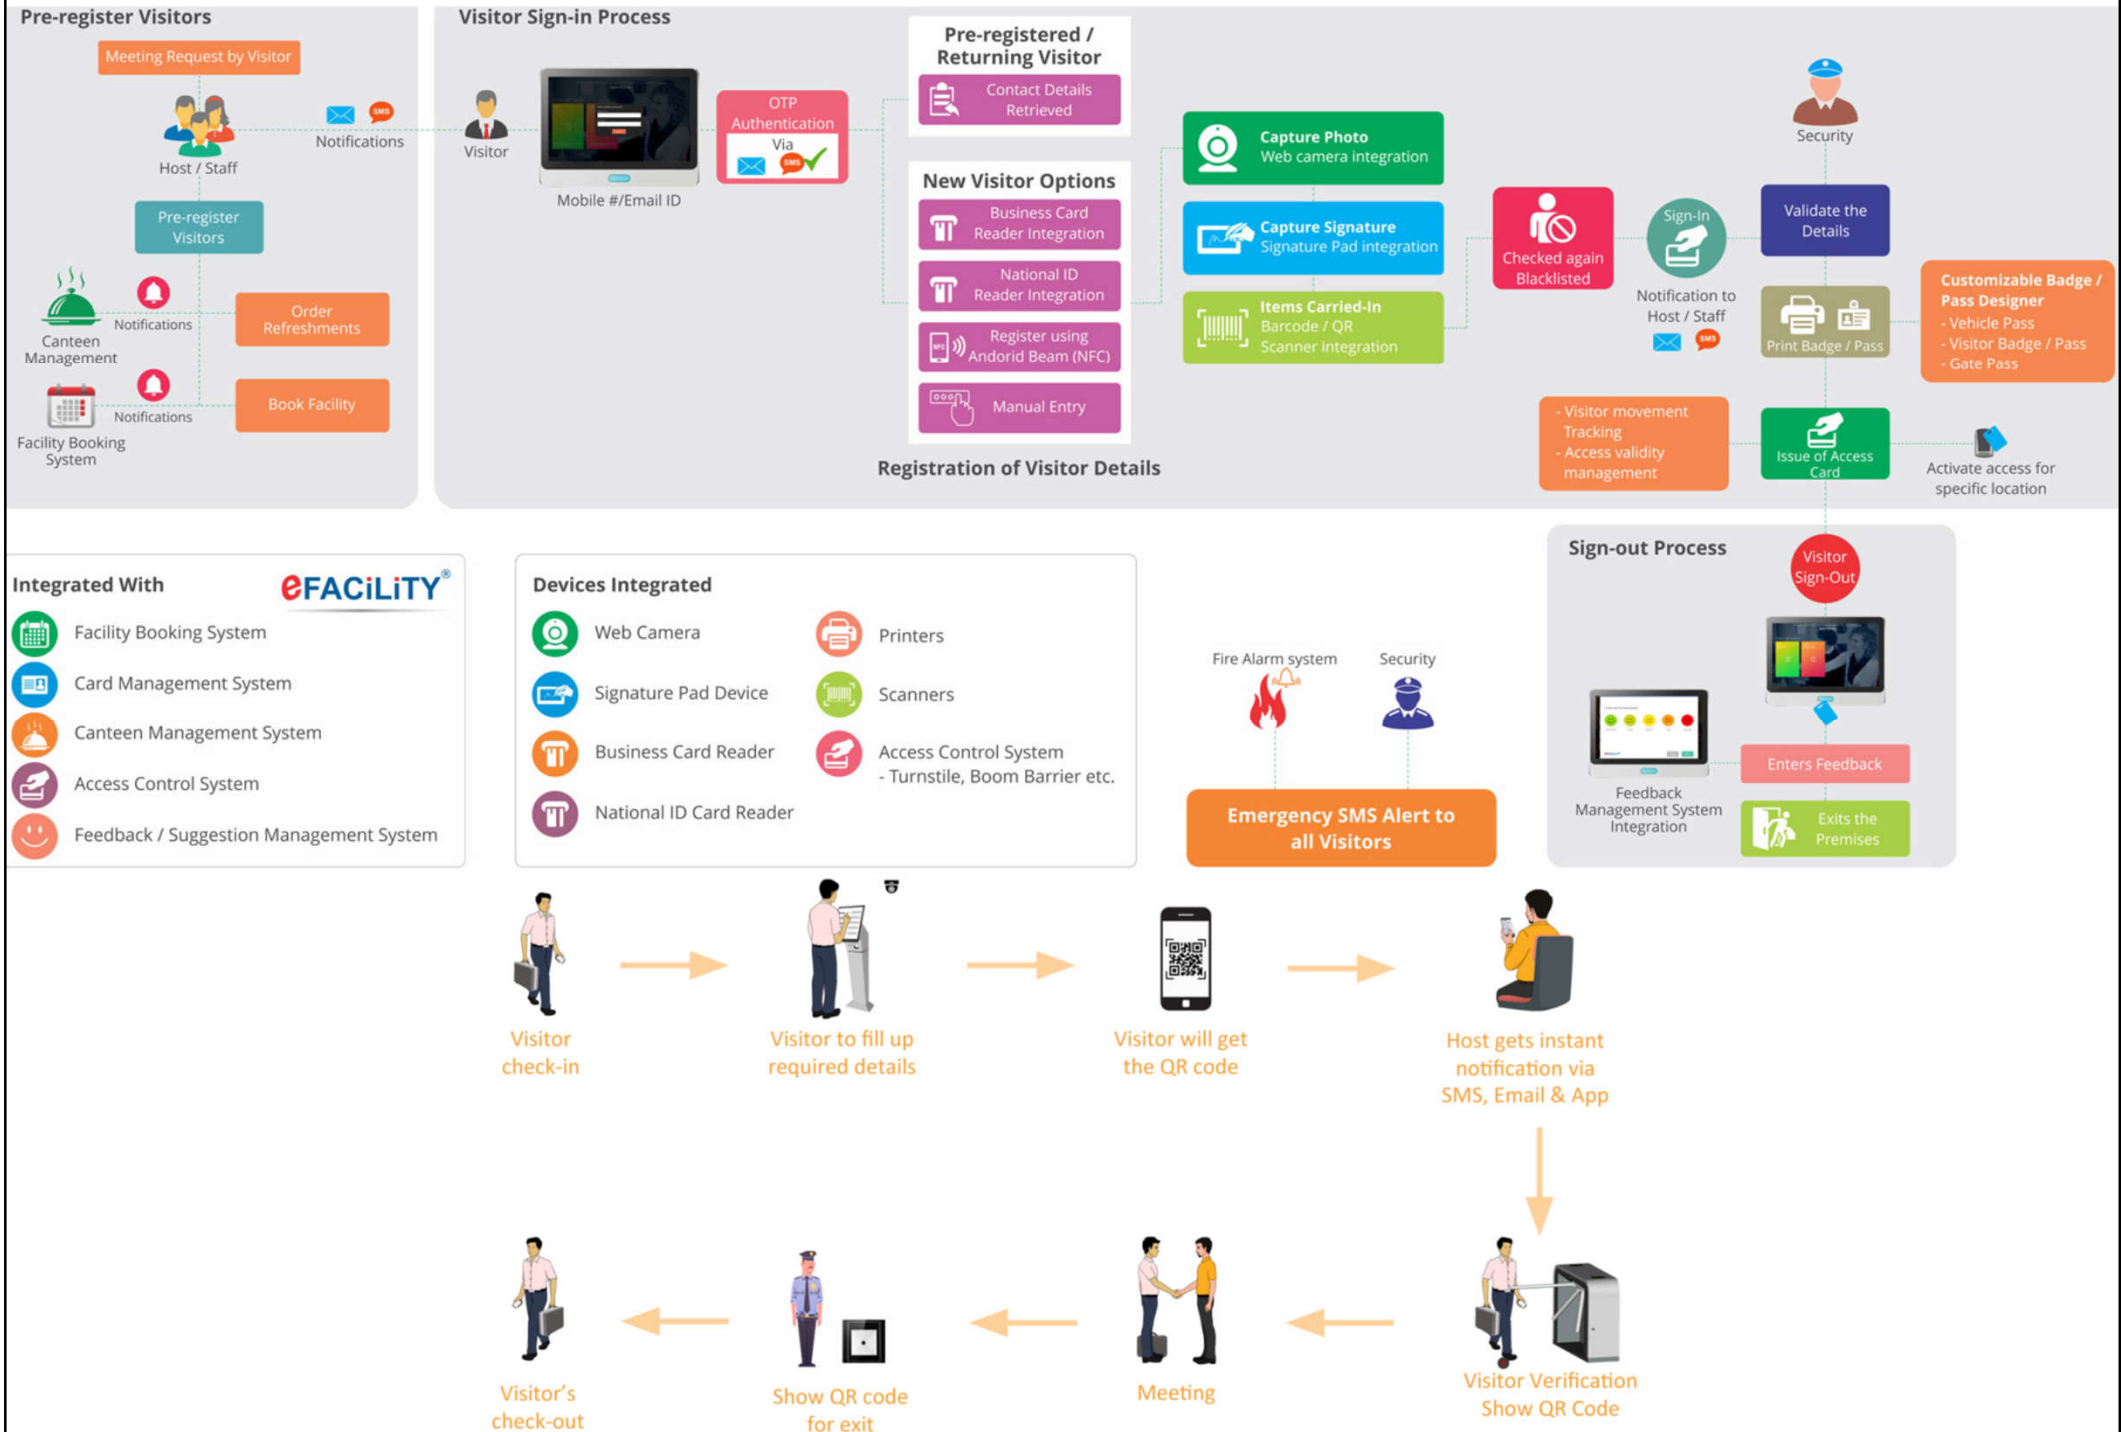 Pre-register Visitors
Meeting Request by Visitor
SMS
Notifications
Host / Staff
Pre-register
Visitors
Notifications
Canteen
Management
Order
Refreshments
Notifications
Facility Booking
System
Book Facility
Visitor Sign-in Process
Visitor
Mobile #/Email ID
OTP
Authentication
Via
SMS
Pre-registered /
Returning Visitor
Contact Details
Retrieved
New Visitor Options
Business Card
Reader Integration
National ID
Reader Integration
NFC
Register using
Andorid Beam (NFC)
Manual Entry
Registration of Visitor Details
Capture Photo
Web camera integration
Capture Signature
Signature Pad integration
Items Carried-In
Barcode / QR
Scanner integration
Checked again
Blacklisted
Sign-In
Notification to
Host / Staff
SMS
Security
Validate the
Details
Print Badge / Pass
Customizable Badge /
Pass Designer
- Vehicle Pass
- Visitor Badge / Pass
- Gate Pass
- Visitor movement
Tracking
- Access validity
management
Issue of Access
Card
Activate access for
specific location
Integrated With
eFACiLiTY®
Facility Booking System
Card Management System
Canteen Management System
Access Control System
Feedback / Suggestion Management System
Devices Integrated
Web Camera
Signature Pad Device
Business Card Reader
National ID Card Reader
Printers
Scanners
Access Control System
- Turnstile, Boom Barrier etc.
Fire Alarm system
Security
Emergency SMS Alert to
all Visitors
Sign-out Process
Visitor
Sign-Out
Enters Feedback
Feedback
Management System
Integration
Exits the
Premises
Visitor
check-in
Visitor to fill up
required details
Visitor will get
the QR code
Host gets instant
notification via
SMS, Email & App
Visitor's
check-out
Show QR code
for exit
Meeting
Visitor Verification
Show QR Code